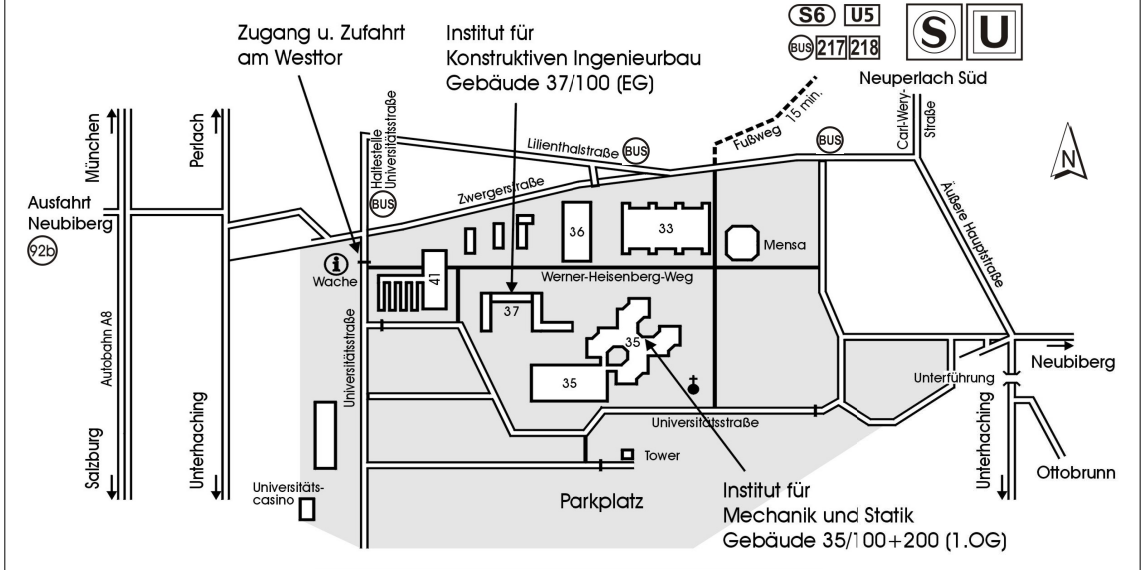 Zugang u. Zufahrt
am Westtor
Institut für
Konstruktiven Ingenieurbau
Gebäude 37/100 (EG)
S6 U5
BUS 217 218
S U
Neuperlach Süd
München
Perlach
Ausfahrt
Neubiberg
92b
Haltestelle
Universitätsstraße
BUS
Lilienthalstraße BUS
Zwergerstraße
Fußweg 15 min.
BUS
Carl-Wery-
Straße
N
Äußere Hauptstraße
i
Wache
41
36
33
Mensa
Werner-Heisenberg-Weg
37
35
35
Autobahn A8
Universitätsstraße
Salzburg
Unterhaching
Universitäts-
casino
Universitätsstraße
Tower
Parkplatz
Unterführung
Neubiberg
Unterhaching
Ottobrunn
Institut für
Mechanik und Statik
Gebäude 35/100+200 (1.OG)